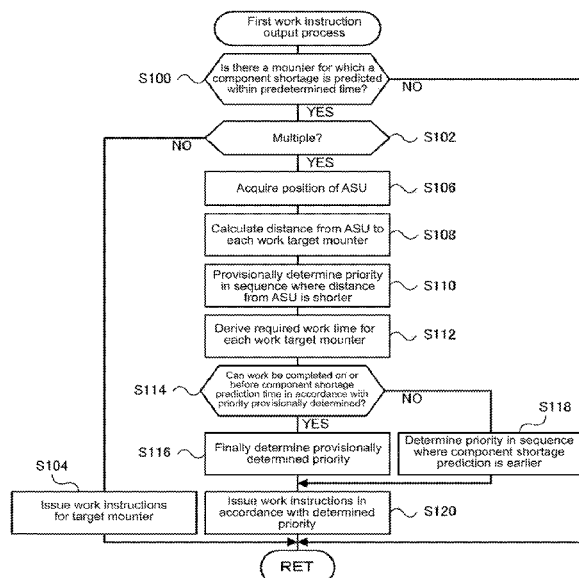 First work instruction
output process
Is there a mounier for which a
component shortage is predicted
within predetermined time?
S100
NO
YES
Multiple?
S102
NO
YES
Acquire position of ASU
S106
Calculate distance from ASU to
each work target mounter
S108
Provisionally determine priority
in sequence where distance
from ASU is shorter
S110
Derive required work time for
each work target mounter
S112
Can work be completed on or
before component shortage
prediction time in accordance with
priority provisionally determined?
S114
NO
YES
S118
S116
Finally determine provisionally
determined priority
Determine priority in sequence
where component shortage
prediction is earlier
S104
Issue work instructions
for target mounter
Issue work instructions in
accordance with determined
priority
S120
RET